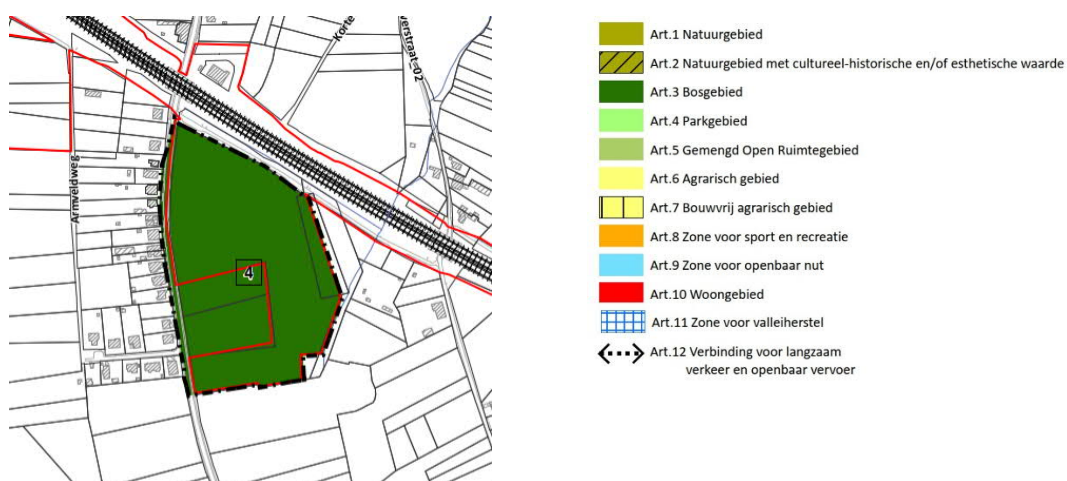 Korte
verstraat-02
Armveldweg
4
Art.1 Natuurgebied
Art.2 Natuurgebied met cultureel-historische en/of esthetische waarde
Art.3 Bosgebied
Art.4 Parkgebied
Art.5 Gemengd Open Ruimtegebied
Art.6 Agrarisch gebied
Art.7 Bouwvrij agrarisch gebied
Art.8 Zone voor sport en recreatie
Art.9 Zone voor openbaar nut
Art.10 Woongebied
Art.11 Zone voor valleiherstel
Art.12 Verbinding voor langzaam
verkeer en openbaar vervoer